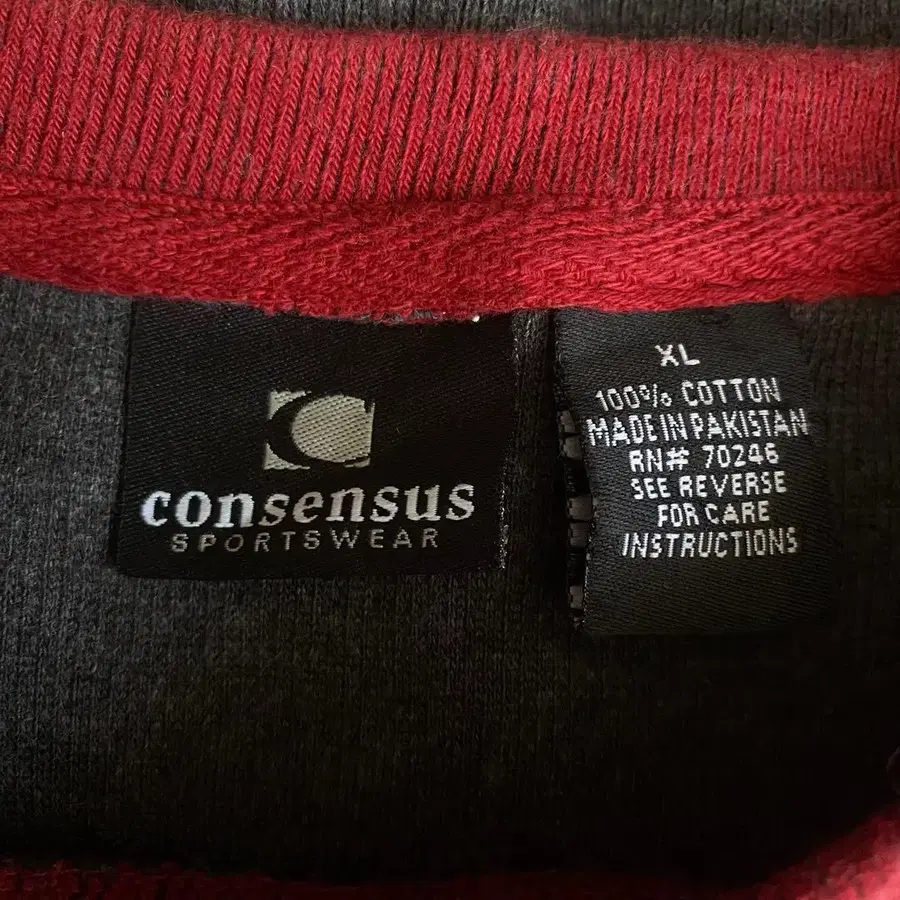 consensus
SPORTSWEAR
XL
100% COTTON
MADE IN PAKISTAN
RN# 70246
SEE REVERSE
FOR CARE
INSTRUCTIONS